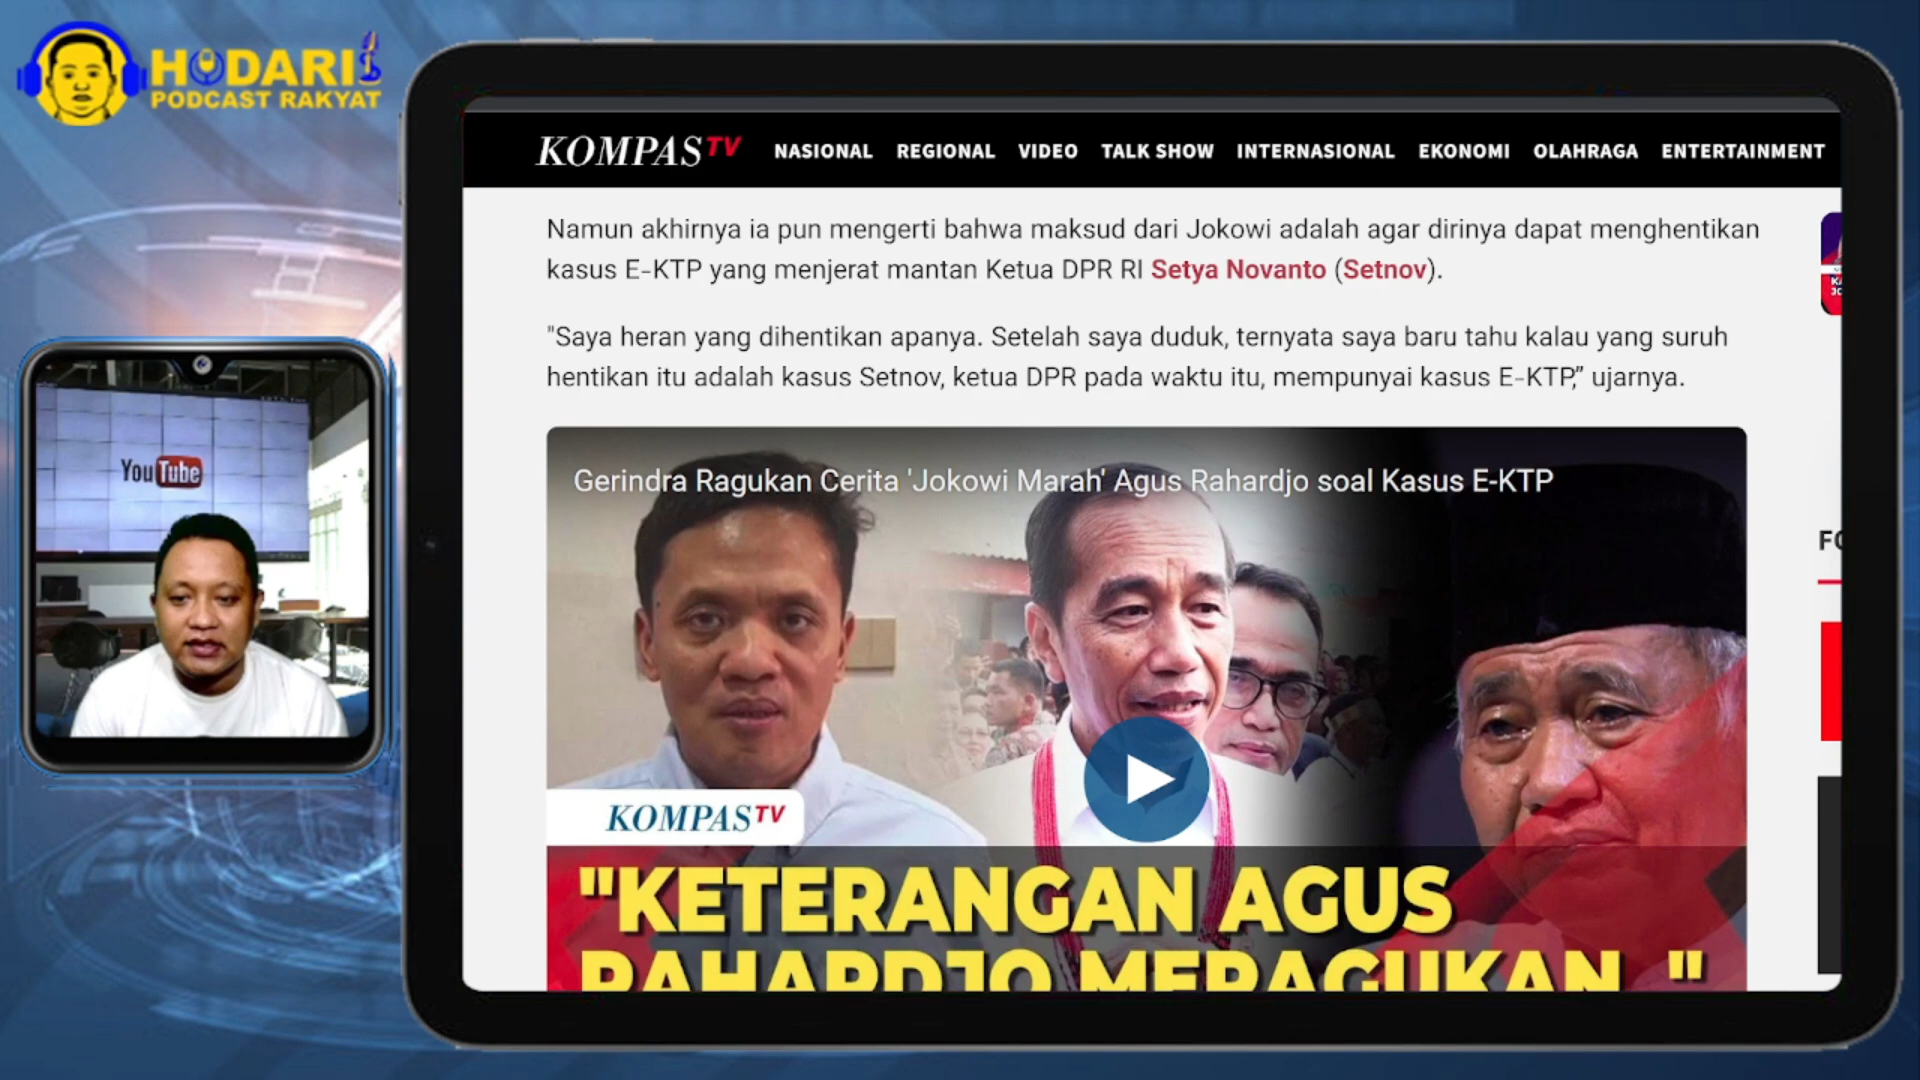 HODARI
PODCAST RAKYAT
YouTube
KOMPAS TV NASIONAL REGIONAL VIDEO TALK SHOW INTERNASIONAL EKONOMI OLAHRAGA ENTERTAINMENT
Namun akhirnya ia pun mengerti bahwa maksud dari Jokowi adalah agar dirinya dapat menghentikan
kasus E-KTP yang menjerat mantan Ketua DPR RI Setya Novanto (Setnov).
"Saya heran yang dihentikan apanya. Setelah saya duduk, ternyata saya baru tahu kalau yang suruh
hentikan itu adalah kasus Setnov, ketua DPR pada waktu itu, mempunyai kasus E-KTP,” ujarnya.
Gerindra Ragukan Cerita 'Jokowi Marah' Agus Rahardjo soal Kasus E-KTP
KOMPAS TV
"KETERANGAN AGUS
RAHARDJO MERAGUKAN..."